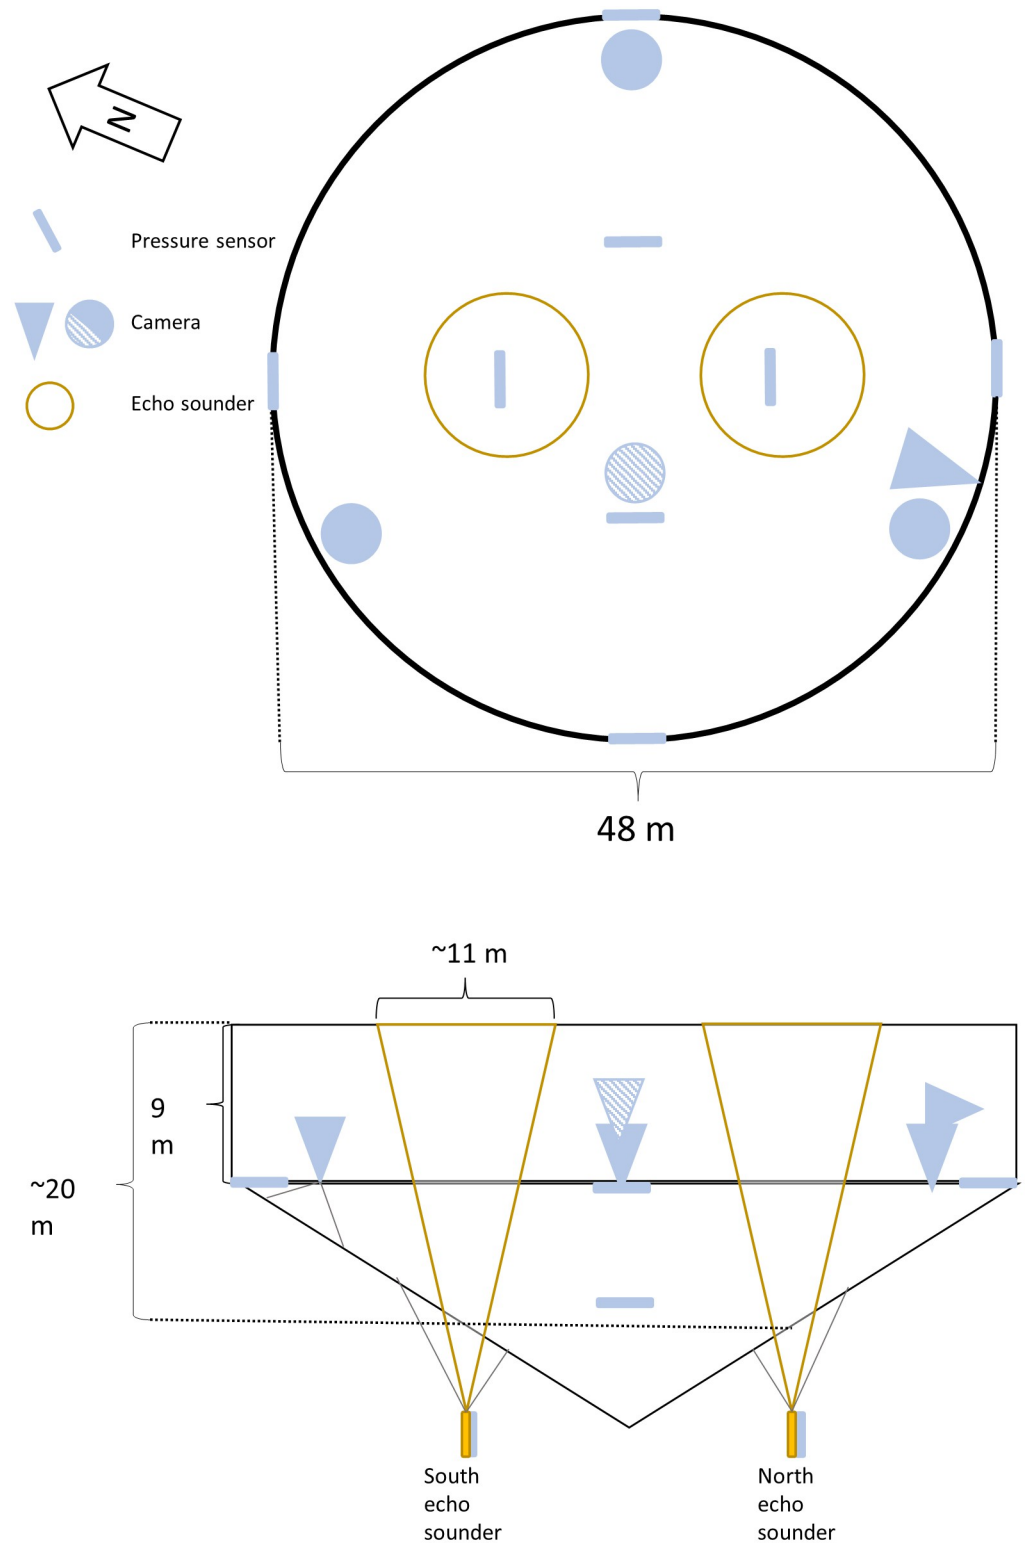 N
Pressure sensor
Camera
Echo sounder
48 m
~11 m
9
m
~20
m
South
echo
sounder
North
echo
sounder